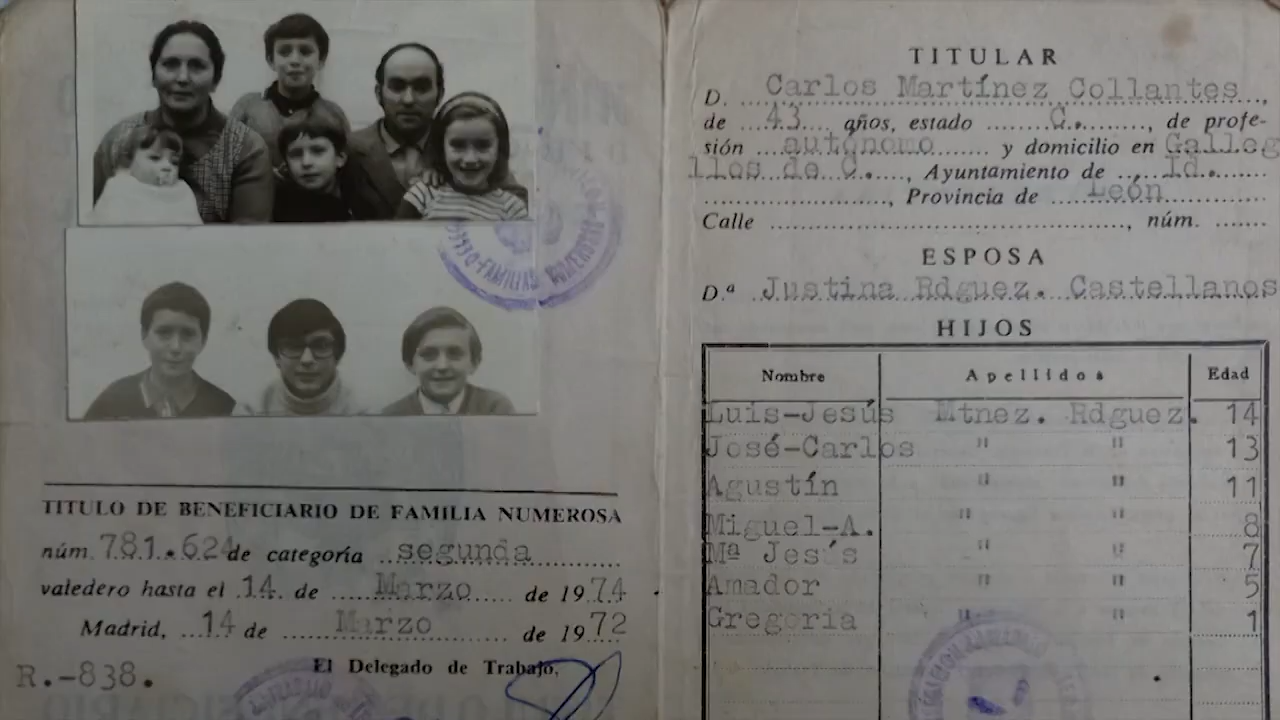 FAMILIAS NUMEROSAS
TITULO DE BENEFICIARIO DE FAMILIA NUMEROSA
núm. 781.624 de categoría segunda
valedero hasta el 14. de Marzo de 1974
Madrid, 14 de Marzo de 1972
El Delegado de Trabajo,
R.-838.
TITULAR
D. Carlos Martínez Collantes,
de 43 años, estado C., de profe-
sión autónomo y domicilio en Galleg
llos de C., Ayuntamiento de Id.
, Provincia de León
Calle , núm.
ESPOSA
D.ª Justina Rdguez. Castellanos
HIJOS
Nombre Apellidos Edad
Luis-Jesús Mtnez. Rdguez. 14
José-Carlos " " 13
Agustín " " 11
Miguel-A. " " 8
Mª Jesús " " 7
Amador " " 5
Gregoria " " 1